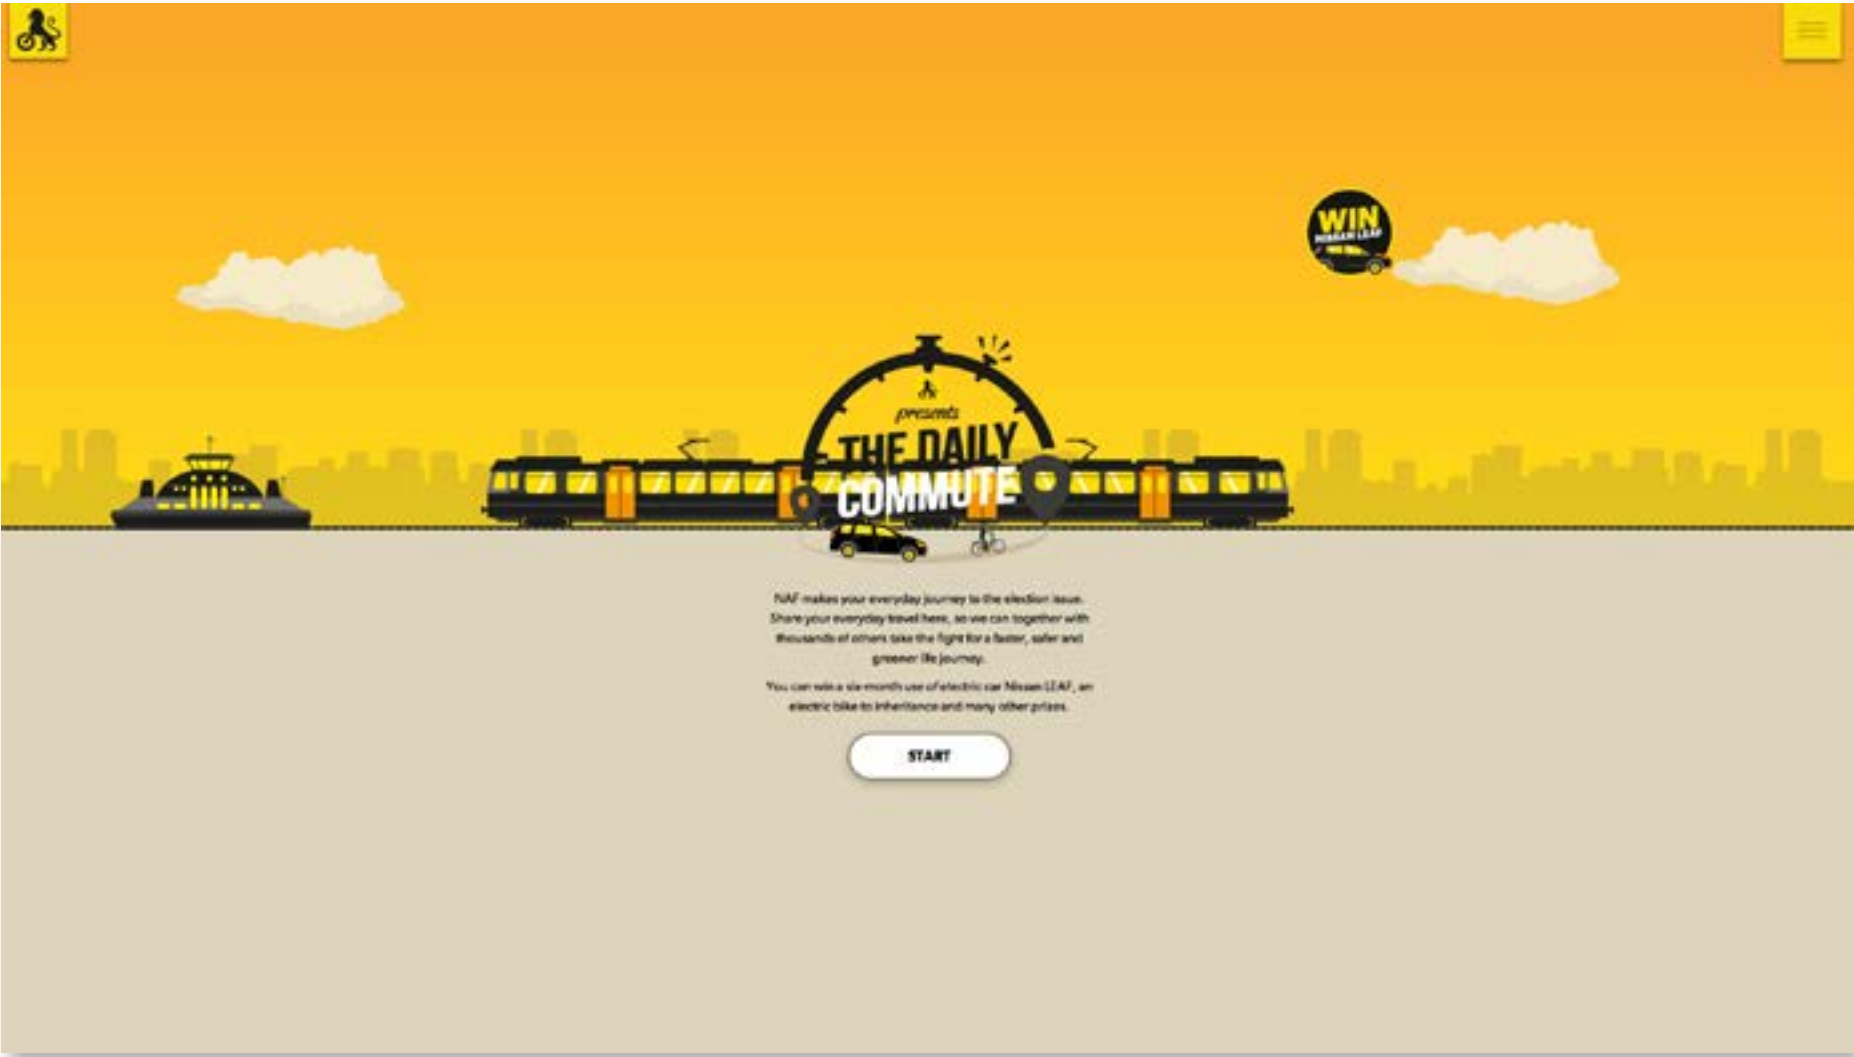 WIN
NISSAN LEAF
presents
THE DAILY
COMMUTE
NAF makes your everyday journey to the election issue.
Share your everyday travel here, so we can together with
thousands of others take the fight for a faster, safer and
greener life journey.
You can win a six-month use of electric car Nissan LEAF, an
electric bike to inheritance and many other prizes.
START